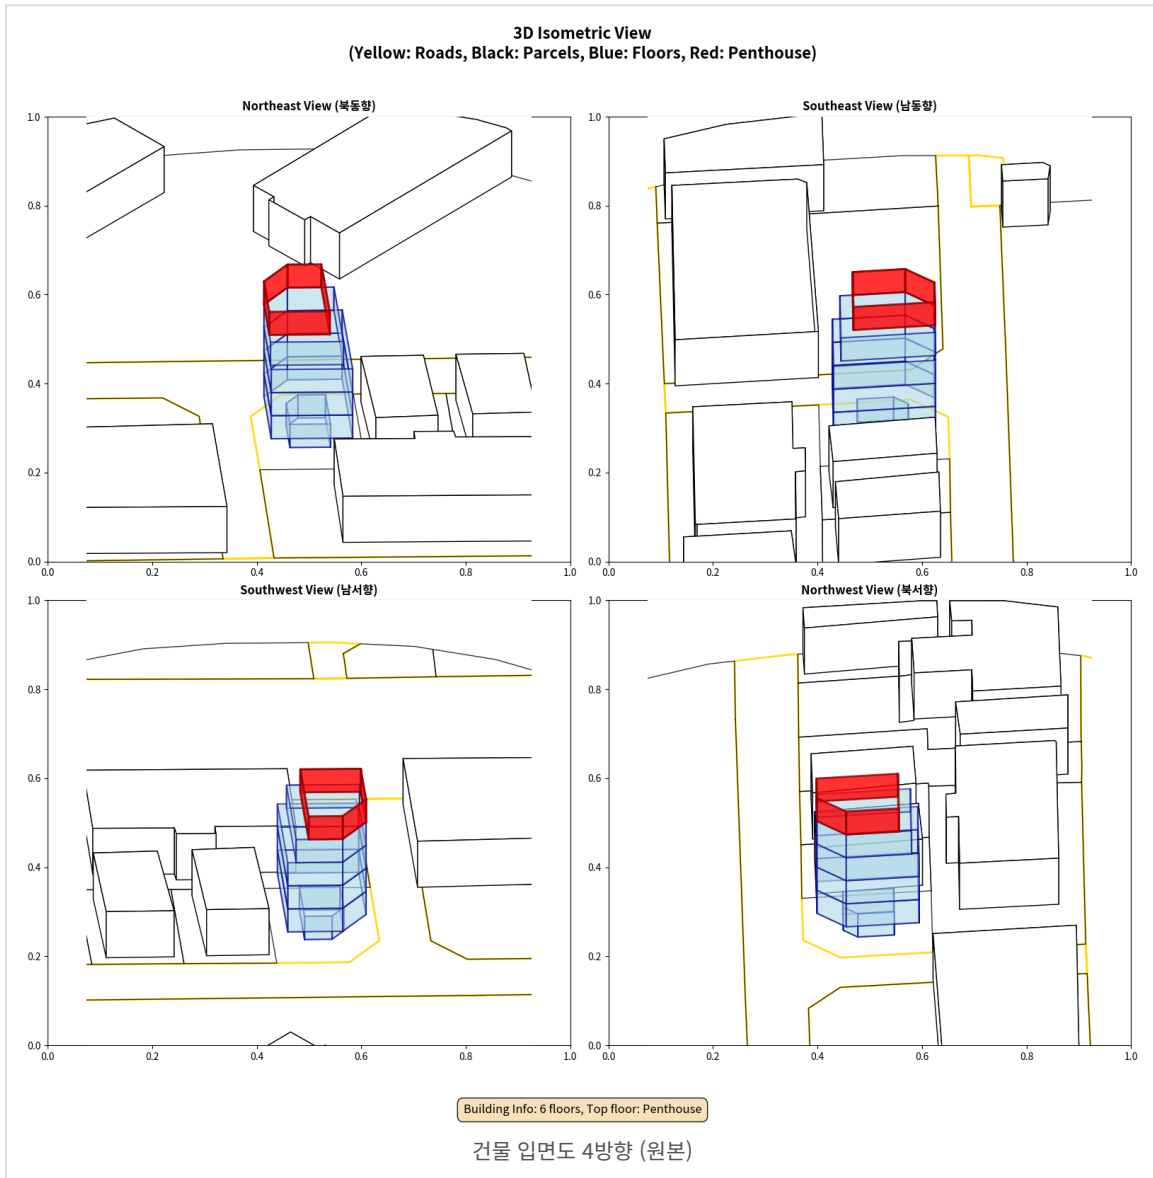 3D Isometric View
(Yellow: Roads, Black: Parcels, Blue: Floors, Red: Penthouse)
Northeast View (북동향)
1.0
0.8
0.6
0.4
0.2
0.0
0.0 0.2 0.4 0.6 0.8 1.0
Southeast View (남동향)
1.0
0.8
0.6
0.4
0.2
0.0
0.0 0.2 0.4 0.6 0.8 1.0
Southwest View (남서향)
1.0
0.8
0.6
0.4
0.2
0.0
0.0 0.2 0.4 0.6 0.8 1.0
Northwest View (북서향)
1.0
0.8
0.6
0.4
0.2
0.0
0.0 0.2 0.4 0.6 0.8 1.0
Building Info: 6 floors, Top floor: Penthouse
건물 입면도 4방향 (원본)